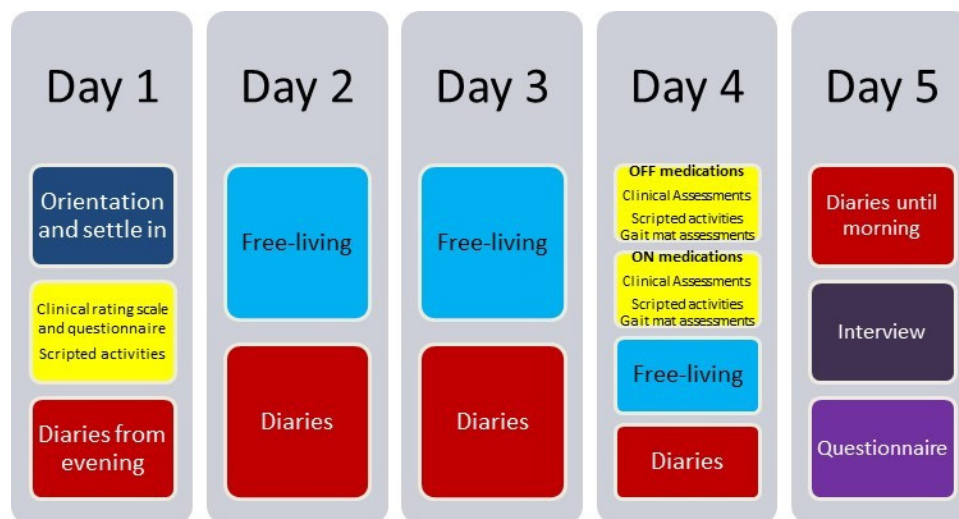 Day 1
Orientation
and settle in
Clinical rating scale
and questionnaire
Scripted activities
Diaries from
evening
Day 2
Free-living
Diaries
Day 3
Free-living
Diaries
Day 4
OFF medications
Clinical Assessments
Scripted activities
Gait mat assessments
ON medications
Clinical Assessments
Scripted activities
Gait mat assessments
Free-living
Diaries
Day 5
Diaries until
morning
Interview
Questionnaire